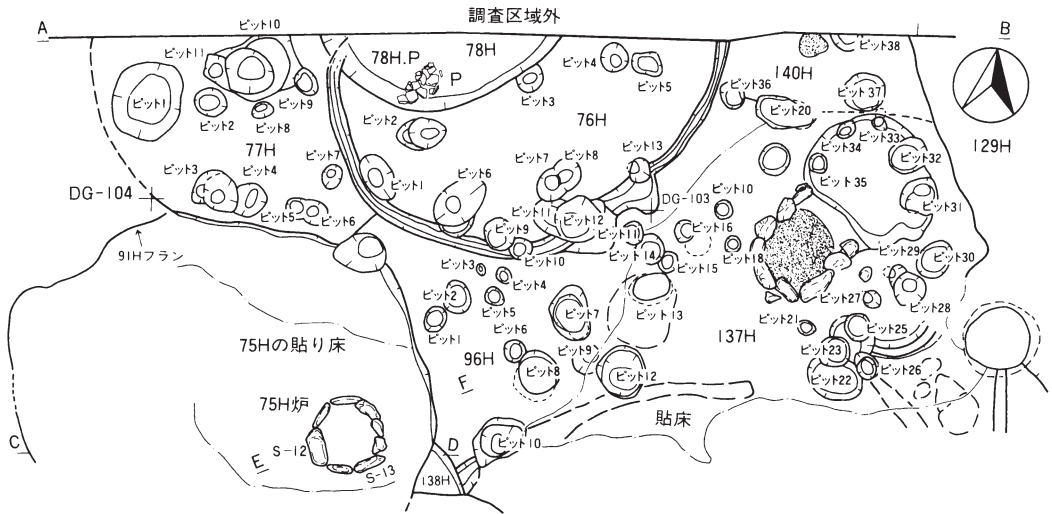 調査区域外
A
B
ピット10
78H
ピット38
ピット11
78H.P
P
ピット4
140H
ピット5
ピット3
ピット36
ピット37
ピット1
ピット9
ピット20
ピット2
ピット8
ピット2
76H
ピット33
129H
77H
ピット34
ピット32
ピット3
ピット4
ピット7
ピット7
ピット8
ピット13
ピット35
ピット1
ピット6
DG-104
DG-103
ピット10
ピット31
ピット5
ピット6
ピット11
ピット12
ピット11
ピット16
ピット9
91Hプラン
ピット10
ピット14
ピット18
ピット29
ピット30
ピット3
ピット15
ピット4
ピット2
ピット27
ピット28
ピット5
ピット7
ピット13
ピット21
ピット1
ピット6
ピット25
75Hの貼り床
96H
137H
ピット9
ピット23
ピット8
ピット12
ピット26
F
ピット22
75H炉
貼床
C
D
ピット10
S-12
E
S-13
138H